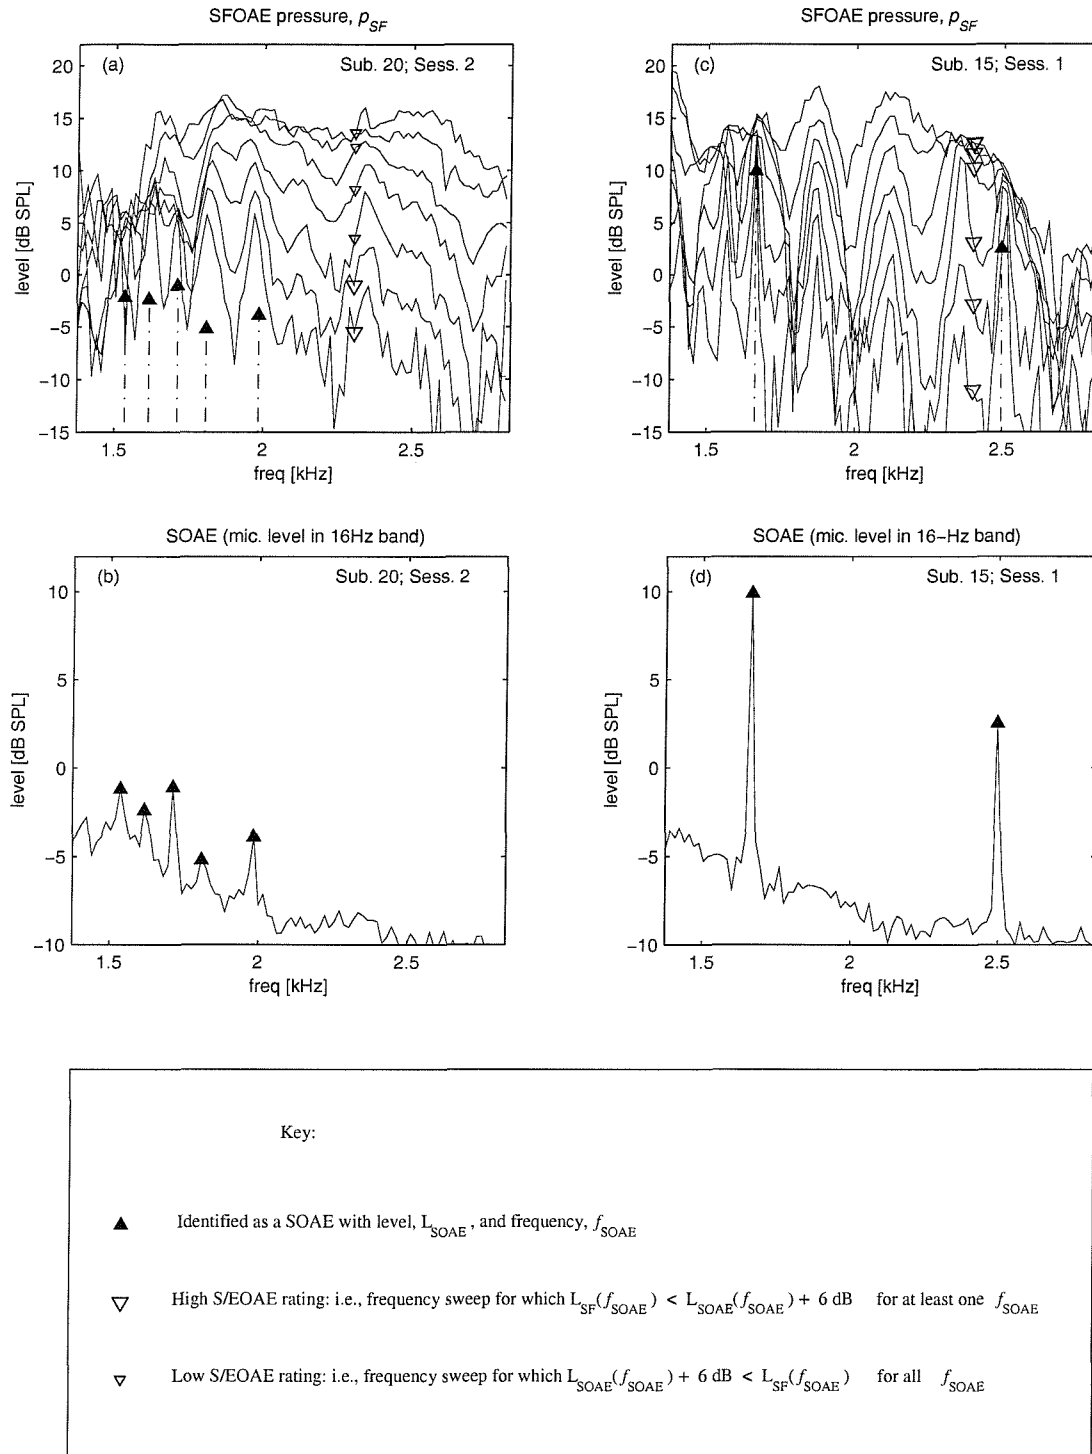 SFOAE pressure, p_SF
20
15
10
5
0
−5
−10
−15
(a)
Sub. 20; Sess. 2
level [dB SPL]
1.5
2
2.5
freq [kHz]
SFOAE pressure, p_SF
20
15
10
5
0
−5
−10
−15
(c)
Sub. 15; Sess. 1
level [dB SPL]
1.5
2
2.5
freq [kHz]
SOAE (mic. level in 16Hz band)
10
5
0
−5
−10
(b)
Sub. 20; Sess. 2
level [dB SPL]
1.5
2
2.5
freq [kHz]
SOAE (mic. level in 16−Hz band)
10
5
0
−5
−10
(d)
Sub. 15; Sess. 1
level [dB SPL]
1.5
2
2.5
freq [kHz]
Key:
Identified as a SOAE with level, L_SOAE, and frequency, f_SOAE
High S/EOAE rating: i.e., frequency sweep for which L_SF(f_SOAE) < L_SOAE(f_SOAE) + 6 dB for at least one f_SOAE
Low S/EOAE rating: i.e., frequency sweep for which L_SOAE(f_SOAE) + 6 dB < L_SF(f_SOAE) for all f_SOAE